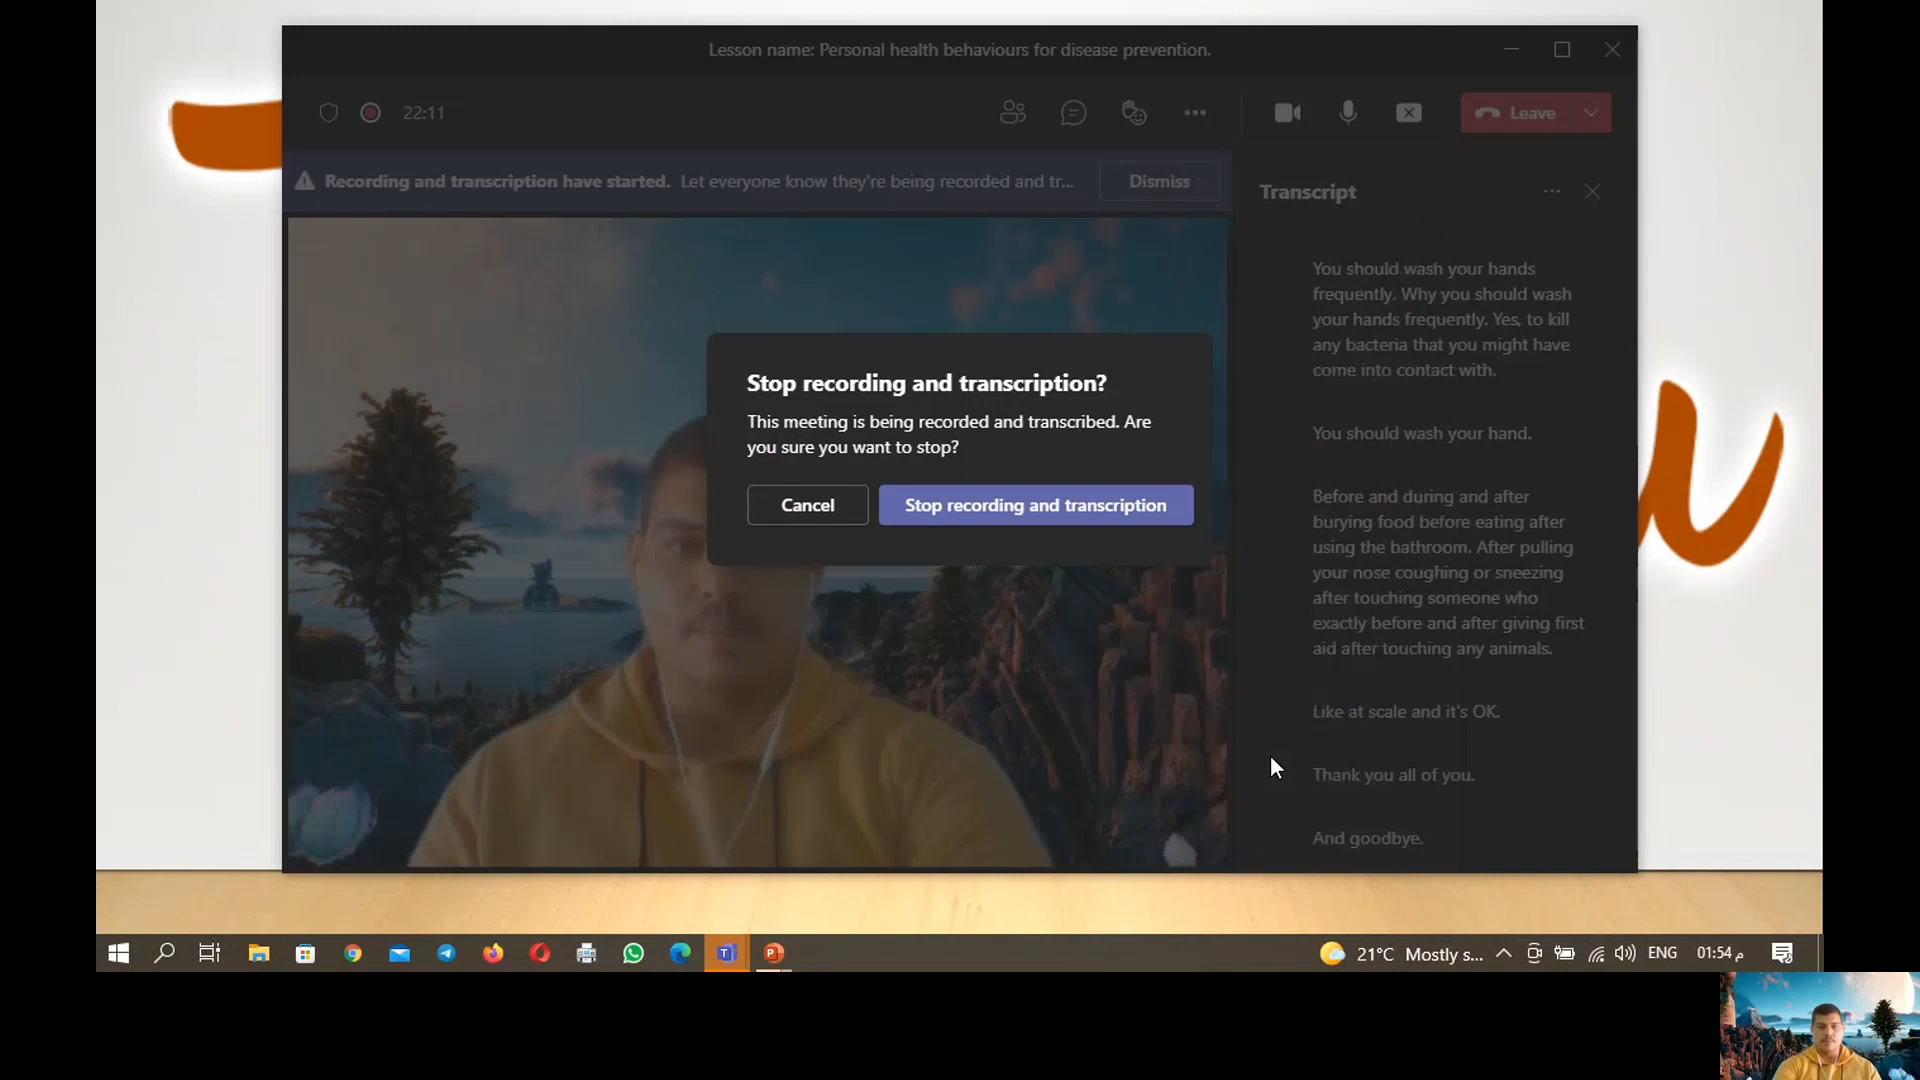 Lesson name: Personal health behaviours for disease prevention.
22:11
Leave
Recording and transcription have started. Let everyone know they're being recorded and tr...
Dismiss
Transcript
You should wash your hands
frequently. Why you should wash
your hands frequently. Yes, to kill
any bacteria that you might have
come into contact with.
You should wash your hand.
Before and during and after
burying food before eating after
using the bathroom. After pulling
your nose coughing or sneezing
after touching someone who
exactly before and after giving first
aid after touching any animals.
Like at scale and it's OK.
Thank you all of you.
And goodbye.
Stop recording and transcription?
This meeting is being recorded and transcribed. Are
you sure you want to stop?
Cancel
Stop recording and transcription
21°C Mostly s...
ENG
01:54 م